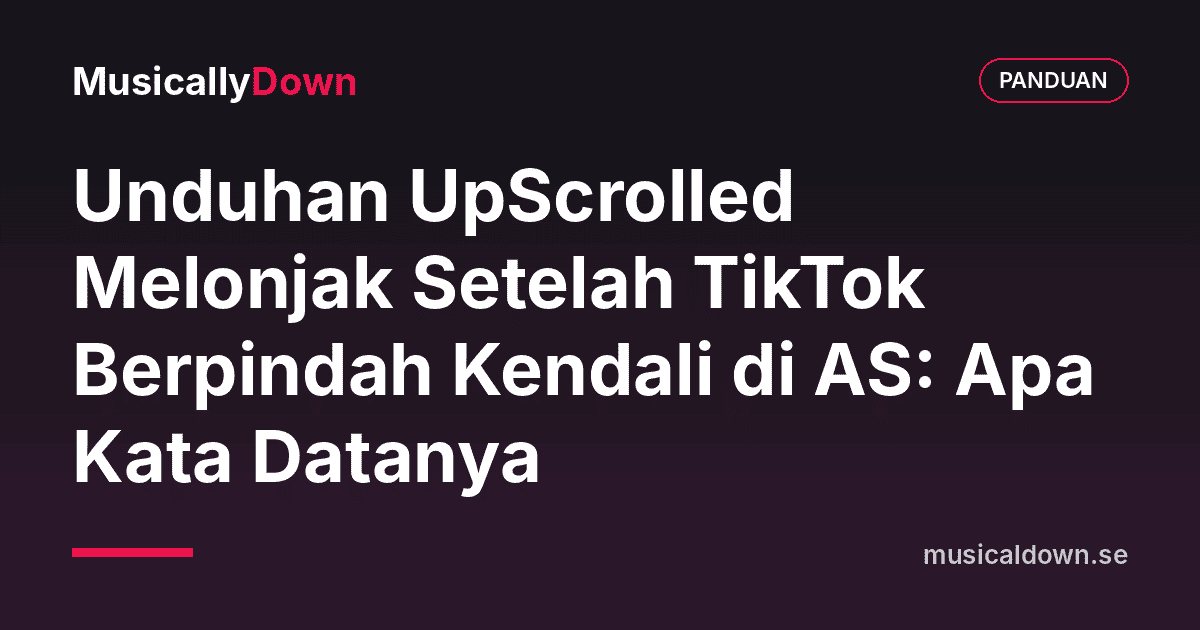 MusicallyDown
PANDUAN
Unduhan UpScrolled
Melonjak Setelah TikTok
Berpindah Kendali di AS: Apa
Kata Datanya
musicaldown.se